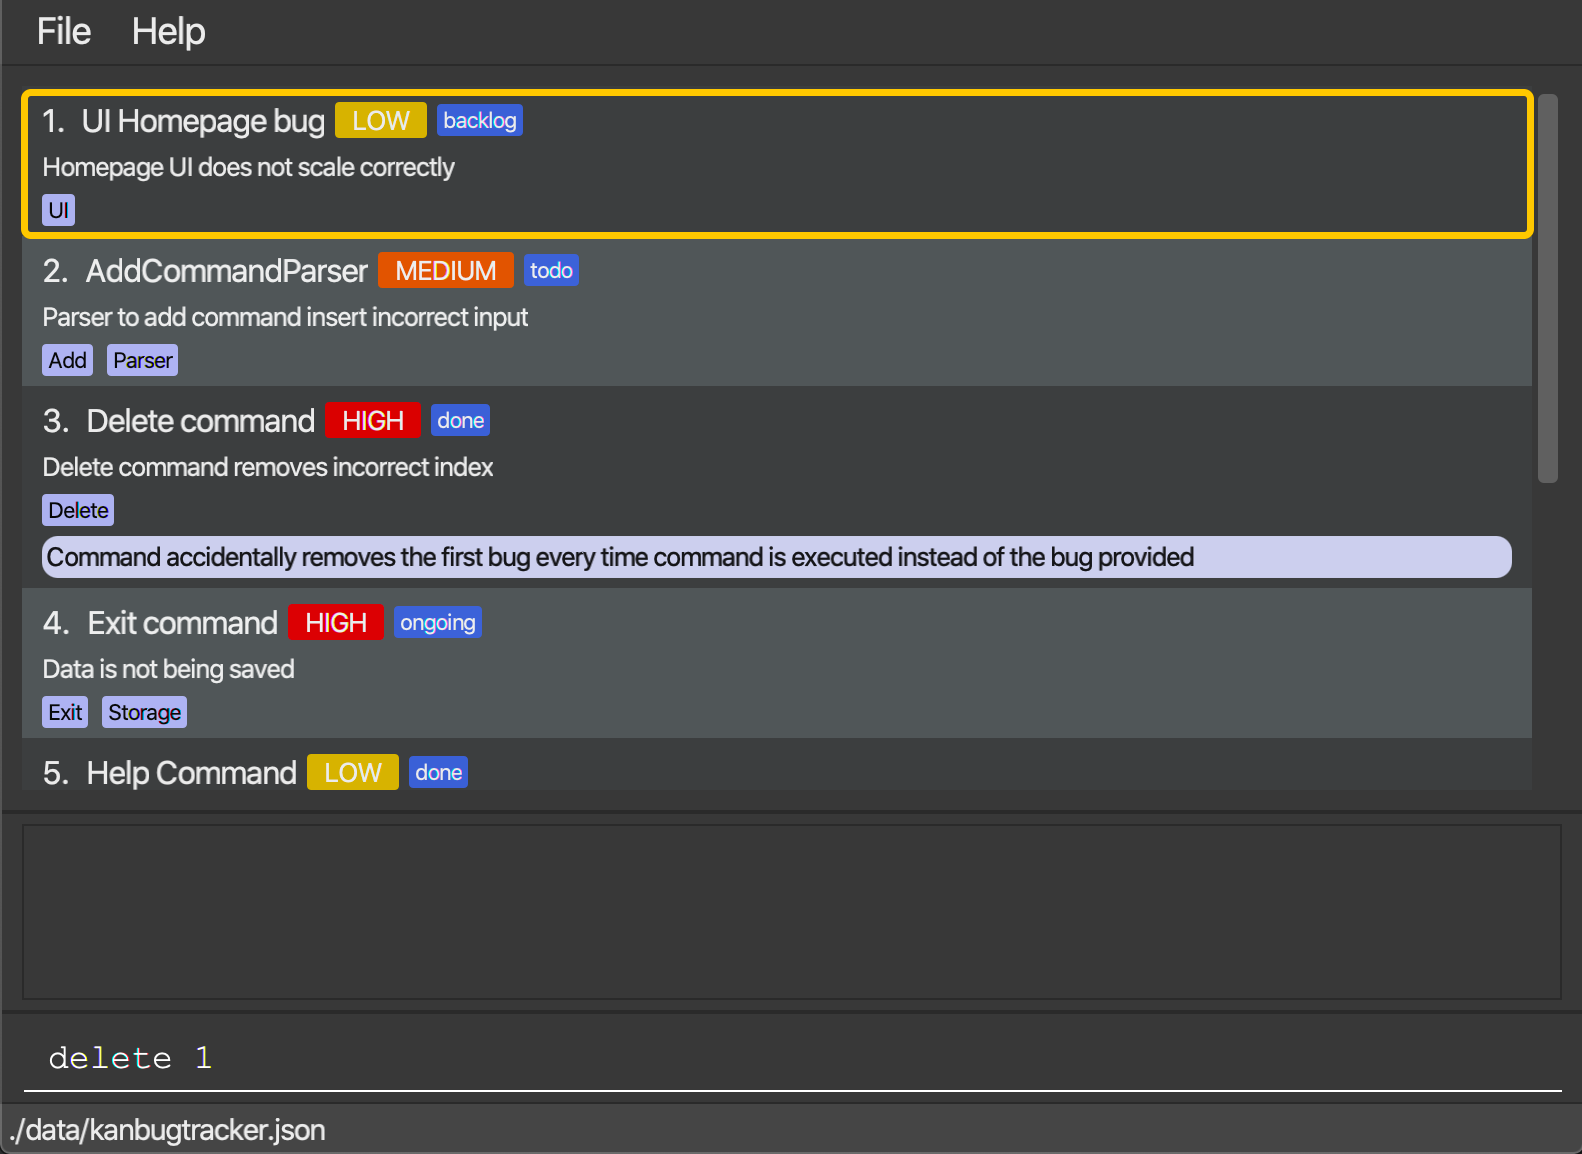 File Help
1. UI Homepage bug LOW backlog
Homepage UI does not scale correctly
UI
2. AddCommandParser MEDIUM todo
Parser to add command insert incorrect input
Add Parser
3. Delete command HIGH done
Delete command removes incorrect index
Delete
Command accidentally removes the first bug every time command is executed instead of the bug provided
4. Exit command HIGH ongoing
Data is not being saved
Exit Storage
5. Help Command LOW done
delete 1
./data/kanbugtracker.json